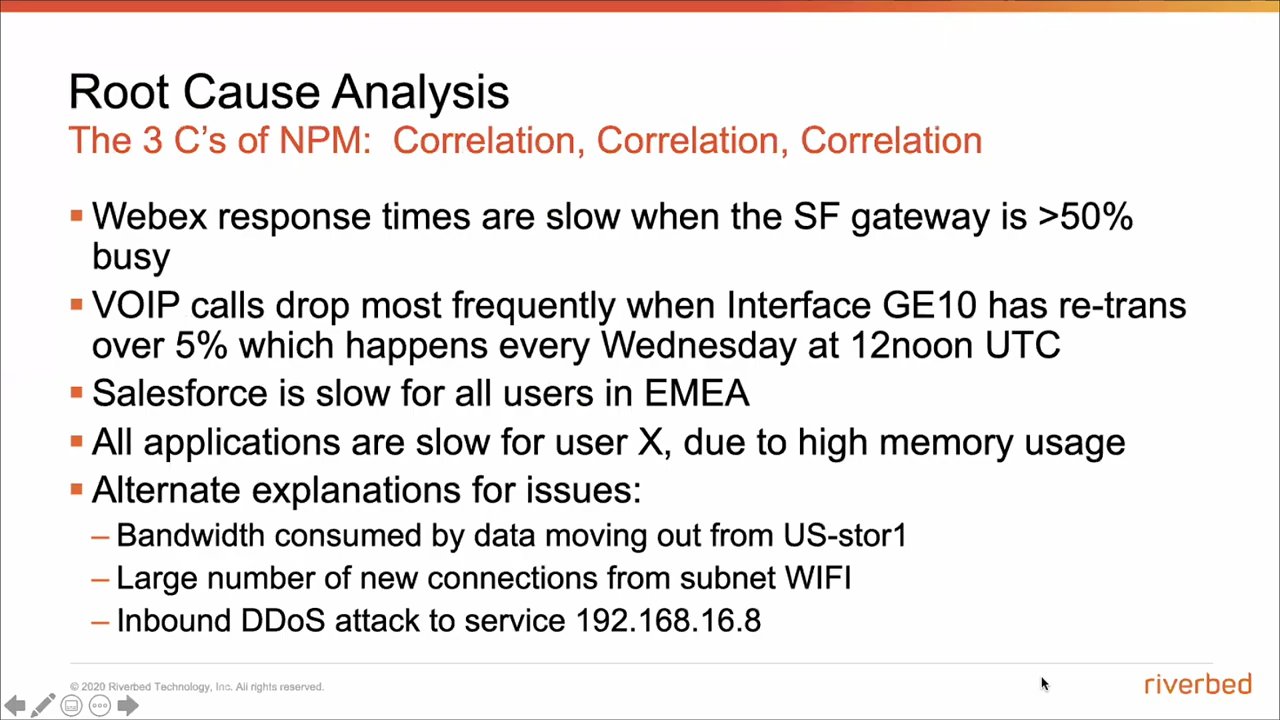 Root Cause Analysis
The 3 C's of NPM:  Correlation, Correlation, Correlation
▪ Webex response times are slow when the SF gateway is >50%
busy
▪ VOIP calls drop most frequently when Interface GE10 has re-trans
over 5% which happens every Wednesday at 12noon UTC
▪ Salesforce is slow for all users in EMEA
▪ All applications are slow for user X, due to high memory usage
▪ Alternate explanations for issues:
– Bandwidth consumed by data moving out from US-stor1
– Large number of new connections from subnet WIFI
– Inbound DDoS attack to service 192.168.16.8
© 2020 Riverbed Technology, Inc. All rights reserved.
riverbed